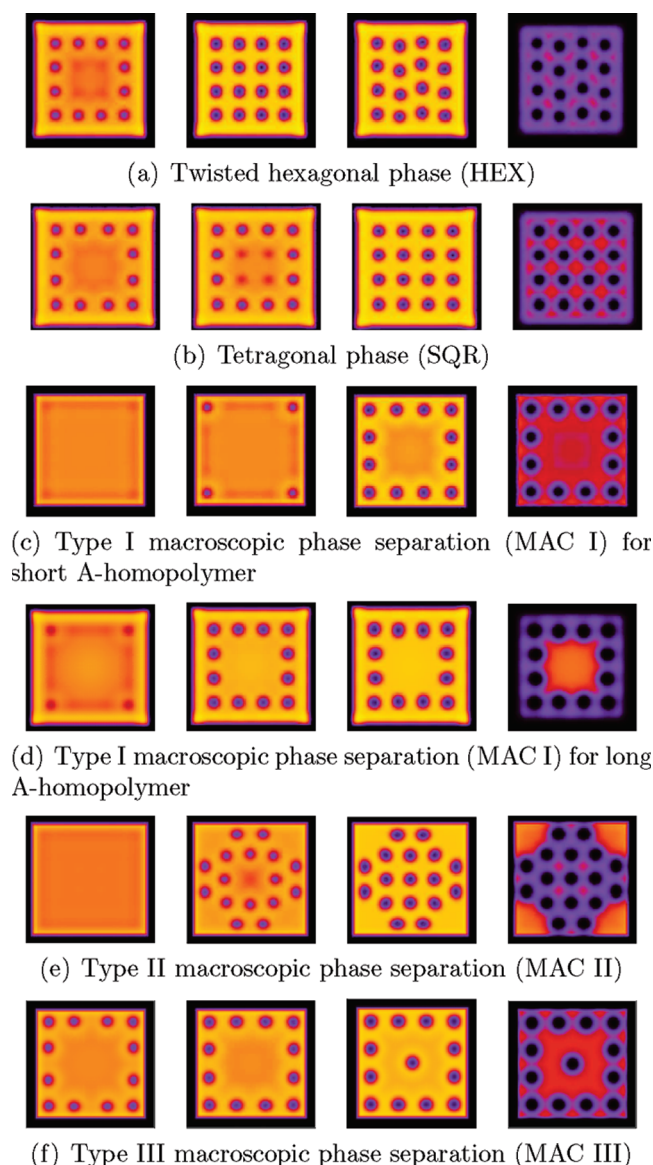 (a) Twisted hexagonal phase (HEX)
(b) Tetragonal phase (SQR)
(c) Type I macroscopic phase separation (MAC I) for
short A-homopolymer
(d) Type I macroscopic phase separation (MAC I) for long
A-homopolymer
(e) Type II macroscopic phase separation (MAC II)
(f) Type III macroscopic phase separation (MAC III)